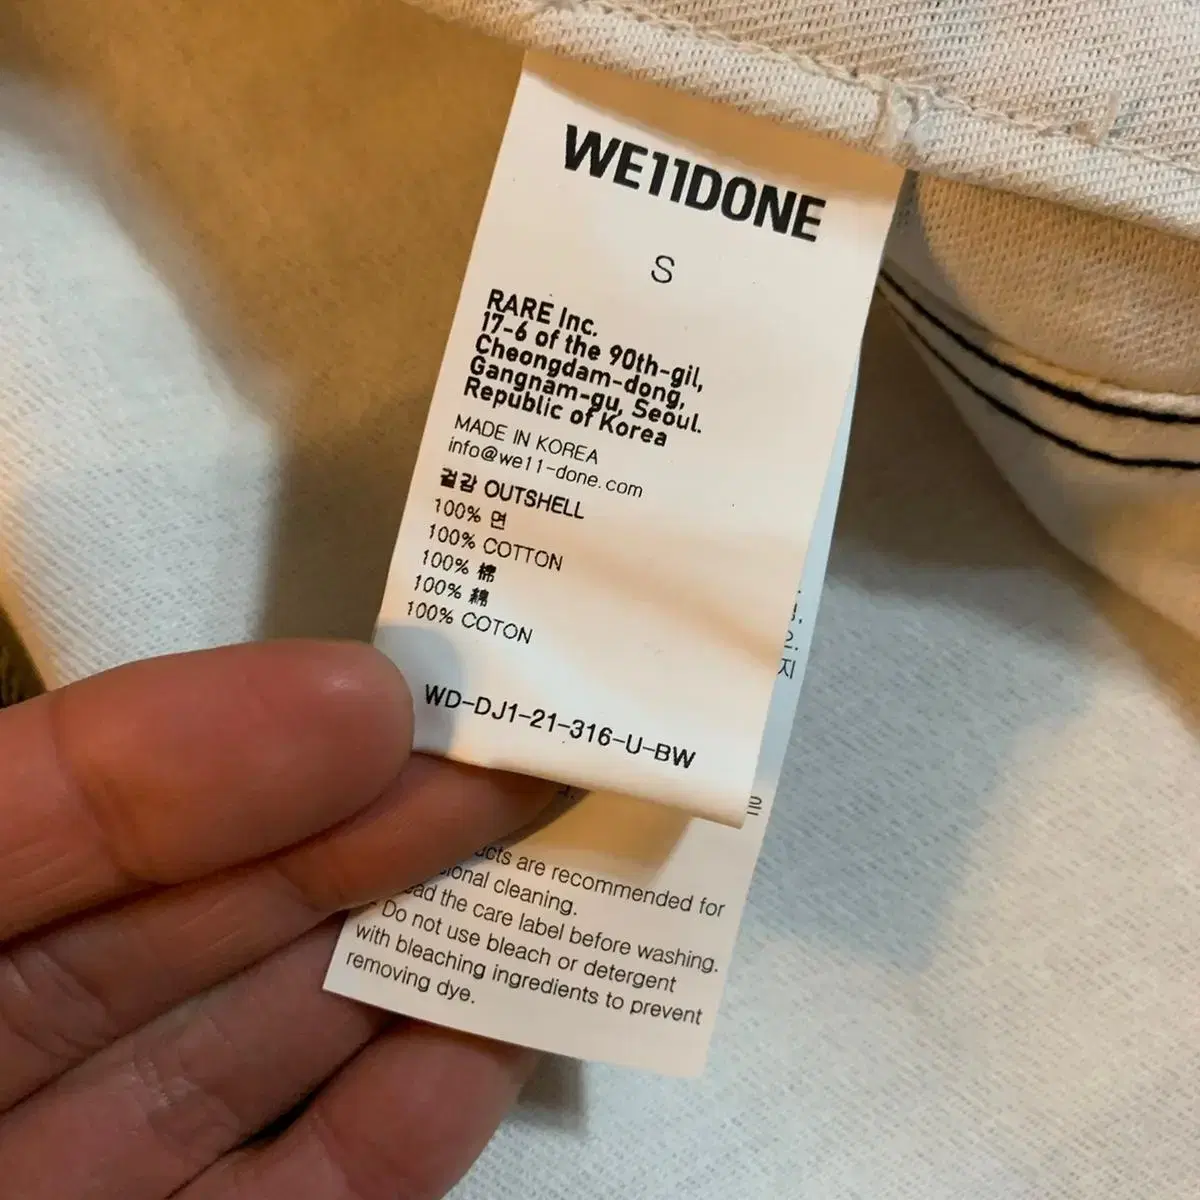 WE11DONE
S
RARE Inc.
17-6 of the 90th-gil,
Cheongdam-dong,
Gangnam-gu, Seoul.
Republic of Korea
MADE IN KOREA
info@we11-done.com
겉감 OUTSHELL
100% 면
100% COTTON
100% 棉
100% 綿
100% COTON
WD-DJ1-21-316-U-BW
지
은
are recommended for
cleaning.
the care label before washing.
- Do not use bleach or detergent
with bleaching ingredients to prevent
removing dye.